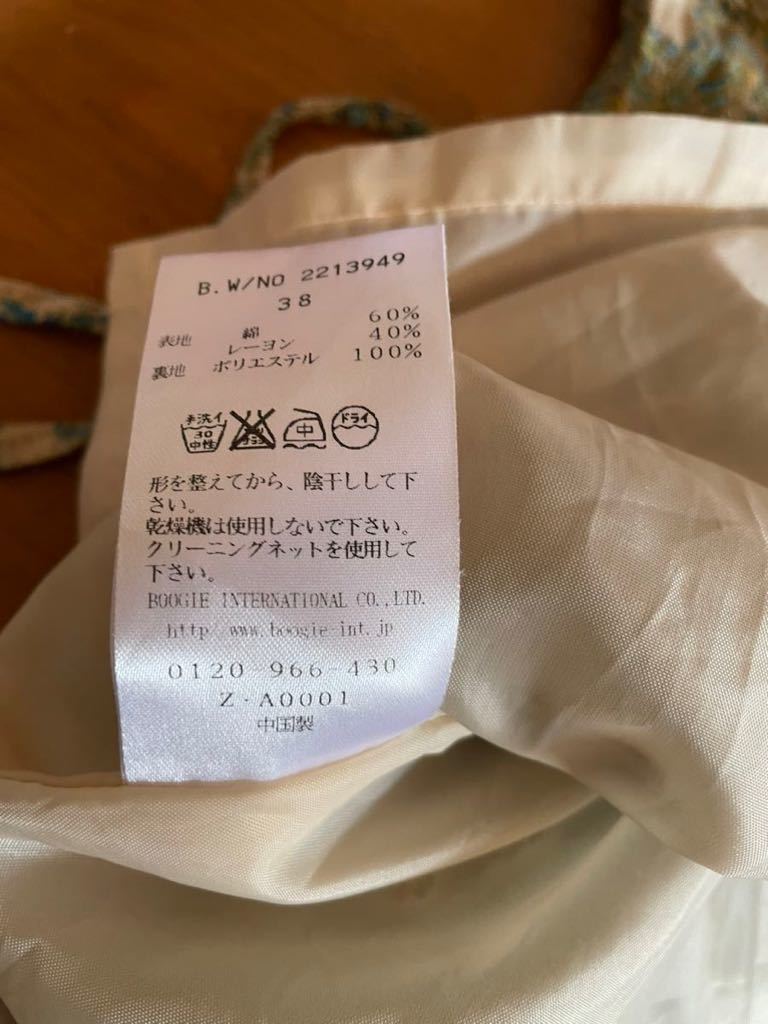 B.W/NO 2213949
38
表地 綿 60%
レーヨン 40%
裏地 ポリエステル 100%
手洗イ 30 中性 中 ドライ
形を整えてから、陰干しして下
さい。
乾燥機は使用しないで下さい。
クリーニングネットを使用して
下さい。
BOOGIE INTERNATIONAL CO.,LTD.
http/ www.boogie-int.jp
0120-966-430
Z・A0001
中国製